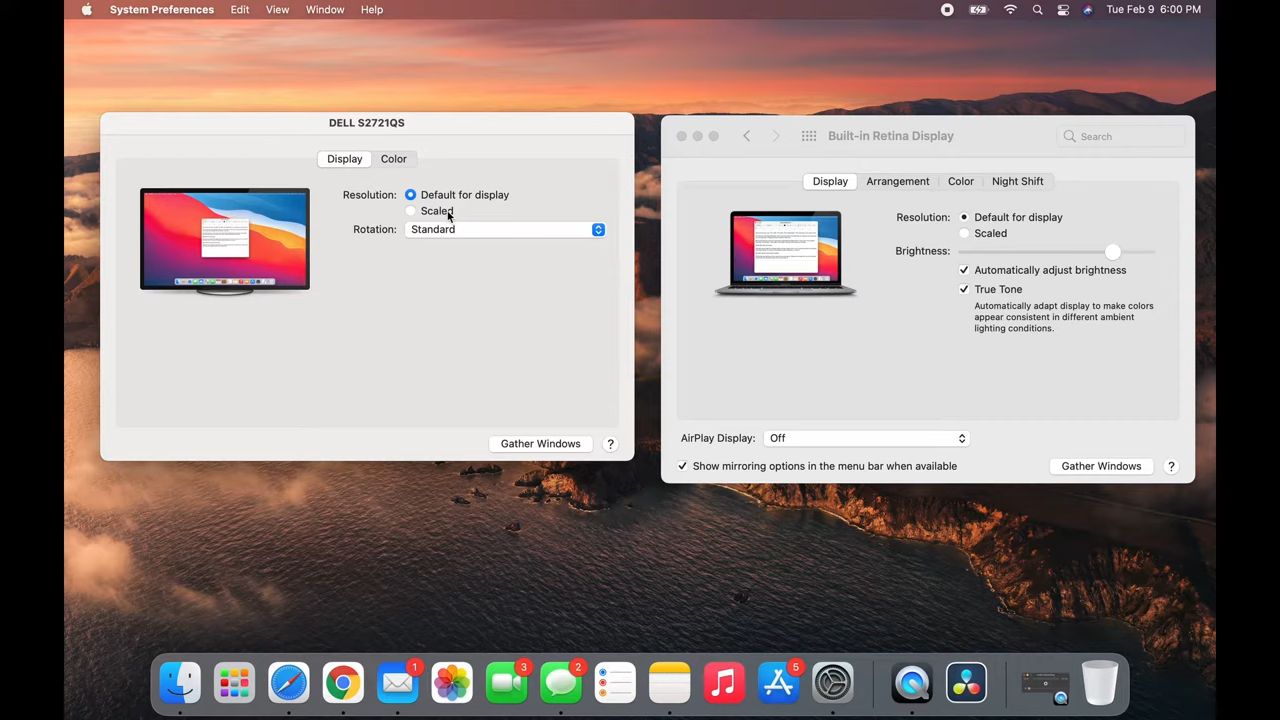 System Preferences Edit View Window Help Tue Feb 9 6:00 PM
DELL S2721QS
Display Color
Resolution: Default for display
Scaled
Rotation: Standard
Gather Windows ?
Built-in Retina Display Search
Display Arrangement Color Night Shift
Resolution: Default for display
Scaled
Brightness:
Automatically adjust brightness
True Tone
Automatically adapt display to make colors
appear consistent in different ambient
lighting conditions.
AirPlay Display: Off
Show mirroring options in the menu bar when available
Gather Windows ?
1 3 2 5